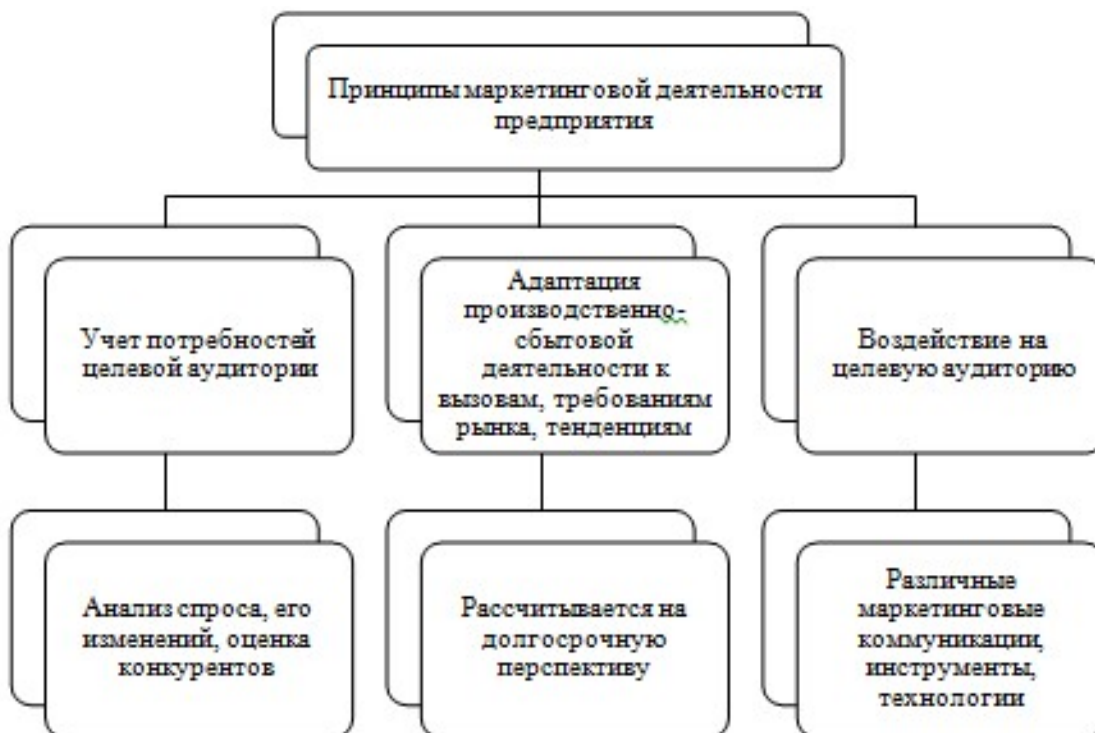 Принципы маркетинговой деятельности
предприятия
Учет потребностей
целевой аудитории
Адаптация
производственно-
сбытовой
деятельности к
вызовам, требованиям
рынка, тенденциям
Воздействие на
целевую аудиторию
Анализ спроса, его
изменений, оценка
конкурентов
Рассчитывается на
долгосрочную
перспективу
Различные
маркетинговые
коммуникации,
инструменты,
технологии